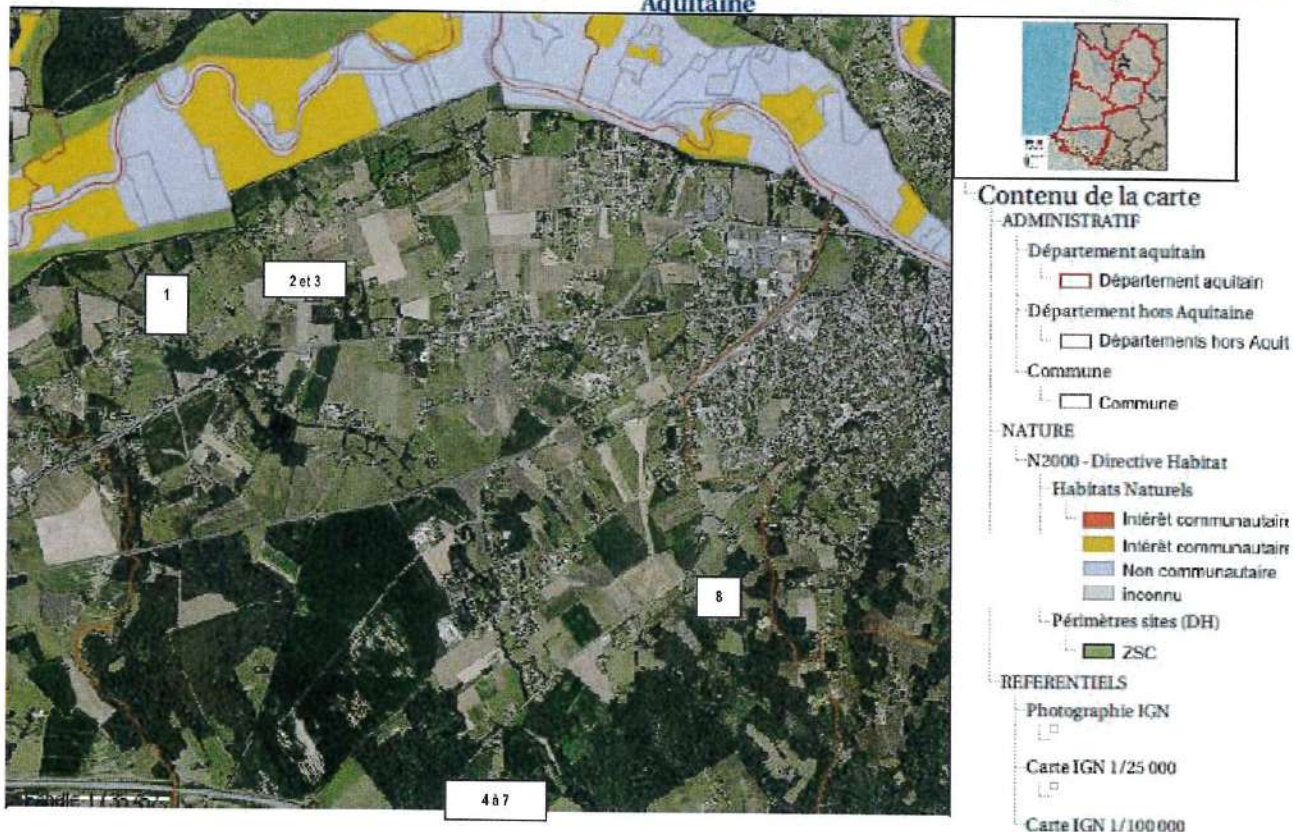 Aquitaine
1
2 et 3
8
4 à 7
Contenu de la carte
ADMINISTRATIF
Département aquitain
Département aquitain
Département hors Aquitaine
Départements hors Aquit
Commune
Commune
NATURE
N2000 - Directive Habitat
Habitats Naturels
Intérêt communautaire
Intérêt communautaire
Non communautaire
inconnu
Périmètres sites (DH)
ZSC
REFERENTIELS
Photographie IGN
Carte IGN 1/25 000
Carte IGN 1/100 000